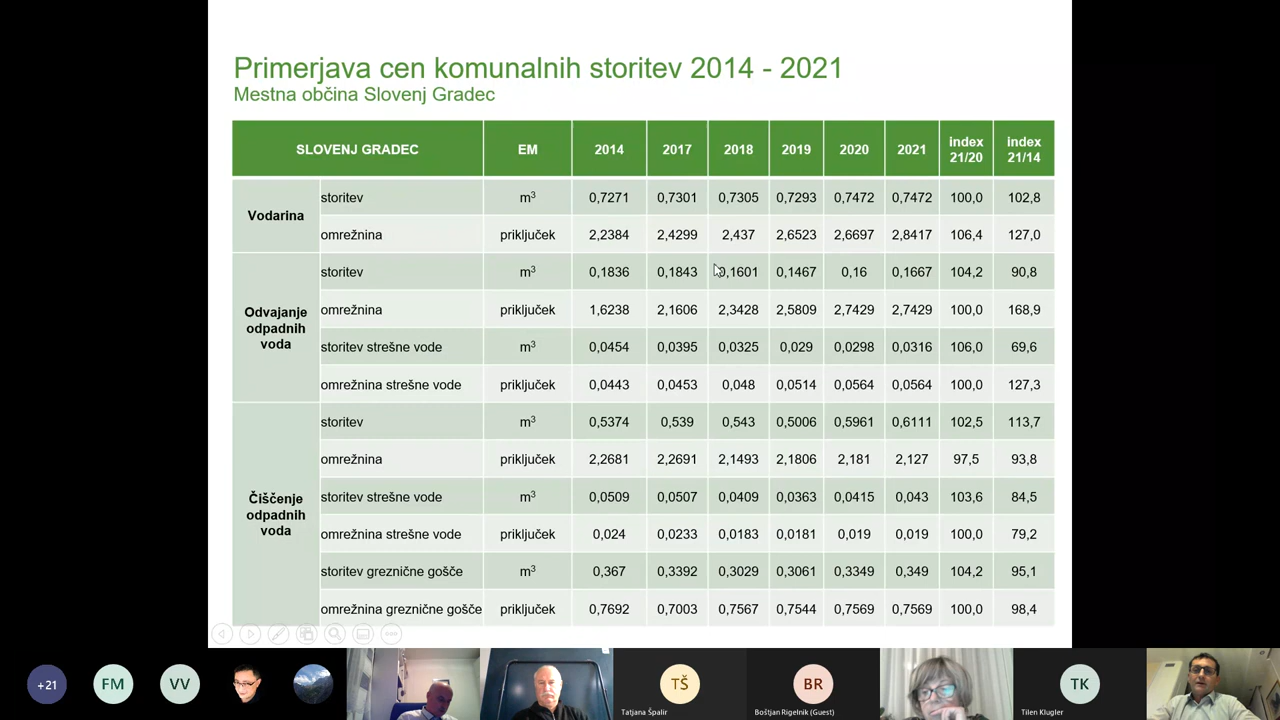 Primerjava cen komunalnih storitev 2014 - 2021
Mestna občina Slovenj Gradec
SLOVENJ GRADEC EM 2014 2017 2018 2019 2020 2021 index 21/20 index 21/14
Vodarina
storitev m³ 0,7271 0,7301 0,7305 0,7293 0,7472 0,7472 100,0 102,8
omrežnina priključek 2,2384 2,4299 2,437 2,6523 2,6697 2,8417 106,4 127,0
Odvajanje odpadnih voda
storitev m³ 0,1836 0,1843 0,1601 0,1467 0,16 0,1667 104,2 90,8
omrežnina priključek 1,6238 2,1606 2,3428 2,5809 2,7429 2,7429 100,0 168,9
storitev strešne vode m³ 0,0454 0,0395 0,0325 0,029 0,0298 0,0316 106,0 69,6
omrežnina strešne vode priključek 0,0443 0,0453 0,048 0,0514 0,0564 0,0564 100,0 127,3
Čiščenje odpadnih voda
storitev m³ 0,5374 0,539 0,543 0,5006 0,5961 0,6111 102,5 113,7
omrežnina priključek 2,2681 2,2691 2,1493 2,1806 2,181 2,127 97,5 93,8
storitev strešne vode m³ 0,0509 0,0507 0,0409 0,0363 0,0415 0,043 103,6 84,5
omrežnina strešne vode priključek 0,024 0,0233 0,0183 0,0181 0,019 0,019 100,0 79,2
storitev greznične gošče m³ 0,367 0,3392 0,3029 0,3061 0,3349 0,349 104,2 95,1
omrežnina greznične gošče priključek 0,7692 0,7003 0,7567 0,7544 0,7569 0,7569 100,0 98,4
+21 FM VV TŠ BR TK
Tatjana Špalir Boštjan Rigelnik (Guest) Tilen Klugler